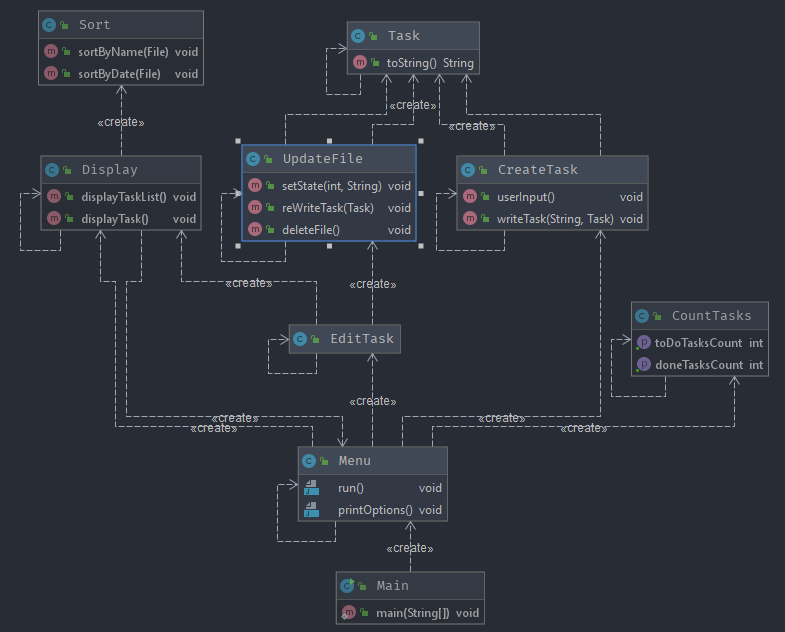 Sort
sortByName(File) void
sortByDate(File) void
Task
toString() String
«create»
«create»
«create»
Display
displayTaskList() void
displayTask() void
UpdateFile
setState(int, String) void
reWriteTask(Task) void
deleteFile() void
CreateTask
userInput() void
writeTask(String, Task) void
«create»
«create»
EditTask
CountTasks
toDoTasksCount int
doneTasksCount int
«create»
«create»
«create»
«create»
«create»
Menu
run() void
printOptions() void
«create»
Main
main(String[]) void